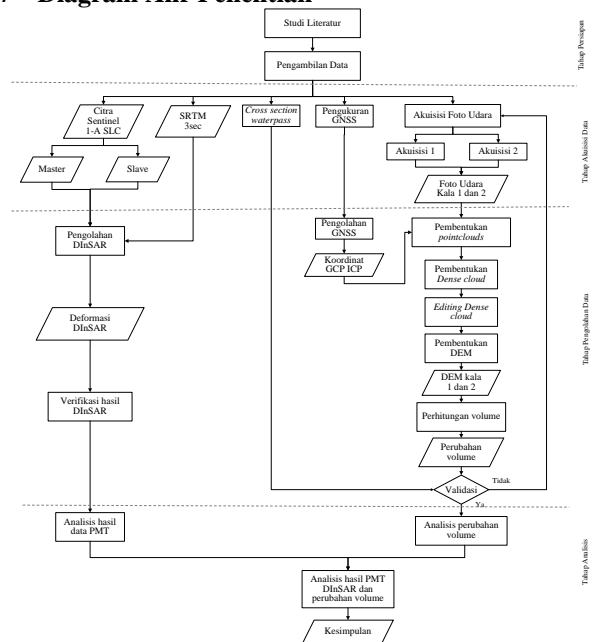 Diagram Alir Penelitian
Studi Literatur
Pengambilan Data
Tahap Persiapan
Citra
Sentinel
1-A SLC
SRTM
3sec
Cross section
waterpass
Pengukuran
GNSS
Akuisisi Foto Udara
Master
Slave
Akuisisi 1
Akuisisi 2
Foto Udara
Kala 1 dan 2
Tahap Akuisisi Data
Pengolahan
DInSAR
Pengolahan
GNSS
Koordinat
GCP ICP
Pembentukan
pointclouds
Pembentukan
Dense cloud
Deformasi
DInSAR
Editing Dense
cloud
Pembentukan
DEM
DEM kala
1 dan 2
Verifikasi hasil
DInSAR
Perhitungan volume
Perubahan
volume
Validasi
Tidak
Ya
Tahap Pengolahan Data
Analisis hasil
data PMT
Analisis perubahan
volume
Analisis hasil PMT
DInSAR dan
perubahan volume
Kesimpulan
Tahap Analisis